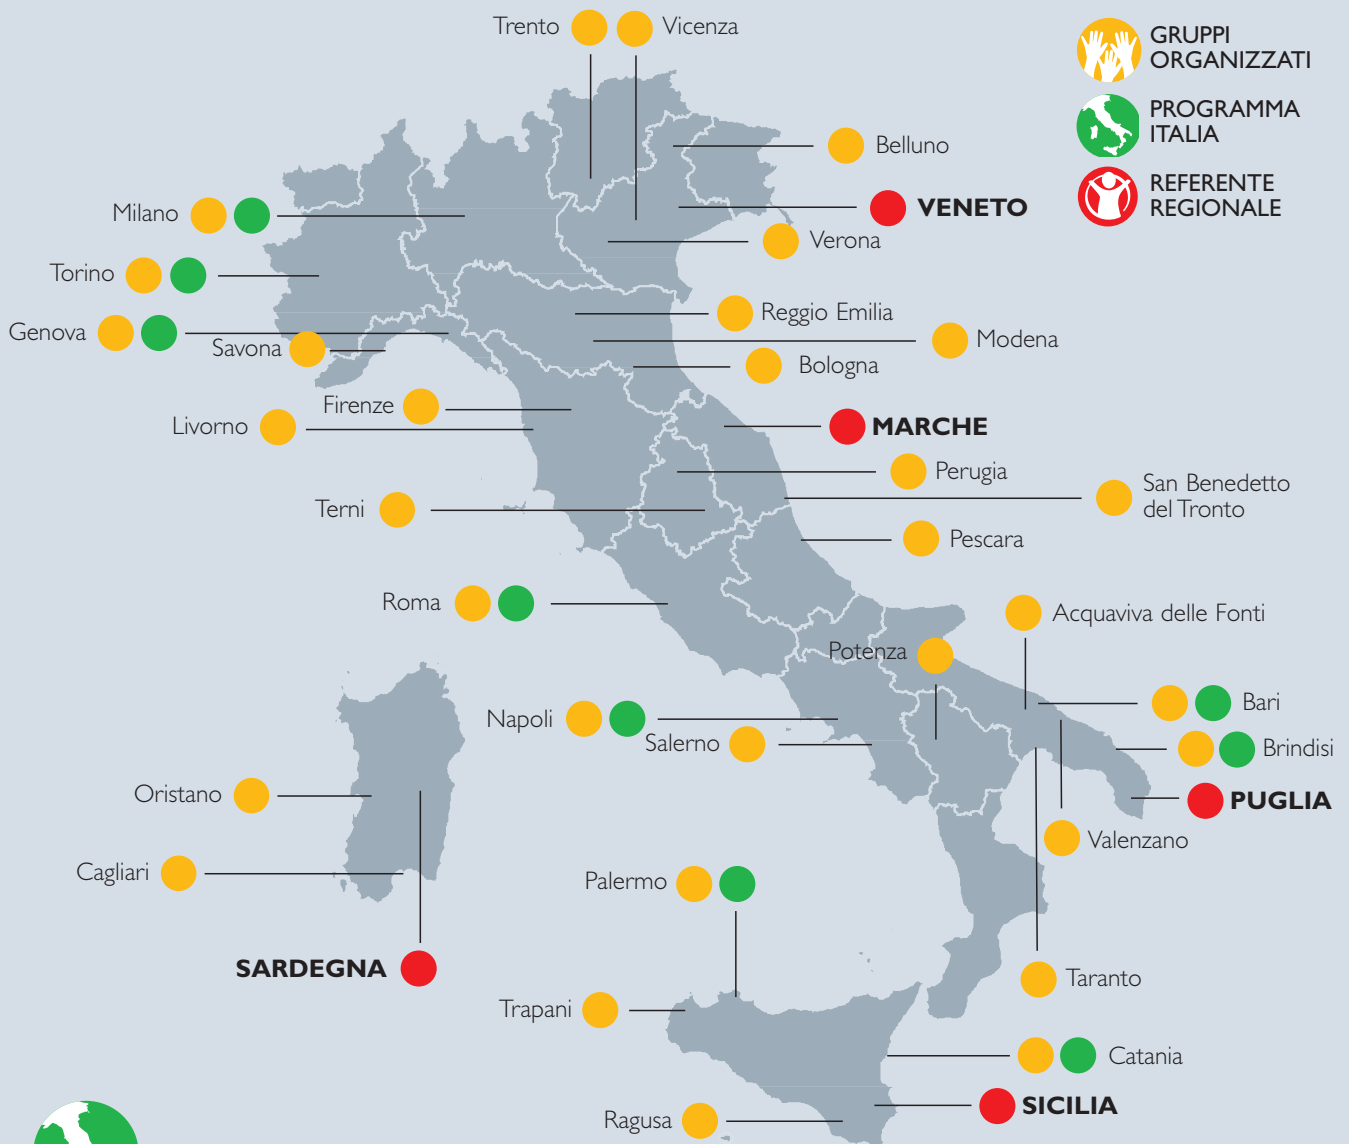 Trento
Vicenza
GRUPPI
ORGANIZZATI
PROGRAMMA
ITALIA
Belluno
REFERENTE
REGIONALE
Milano
VENETO
Verona
Torino
Reggio Emilia
Genova
Savona
Modena
Bologna
Firenze
Livorno
MARCHE
Perugia
San Benedetto
del Tronto
Terni
Pescara
Roma
Acquaviva delle Fonti
Potenza
Bari
Napoli
Salerno
Brindisi
Oristano
PUGLIA
Valenzano
Cagliari
Palermo
SARDEGNA
Taranto
Trapani
Catania
SICILIA
Ragusa